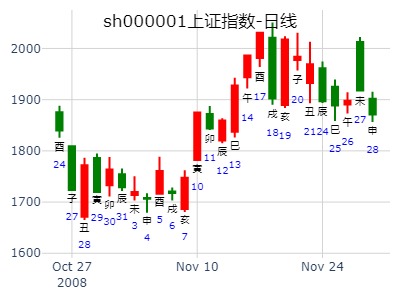 sh000001上证指数-日线
2000
1900
1800
1700
1600
酉
24
子
27
丑
28
寅
29
卯
30
辰
31
未
3
申
4
酉
5
戌
6
亥
7
寅
10
卯
11
辰
12
巳
13
午
14
酉
17
戌
18
亥
19
子
20
丑
21
辰
24
巳
25
午
26
未
27
申
28
Oct 27
2008
Nov 10
Nov 24